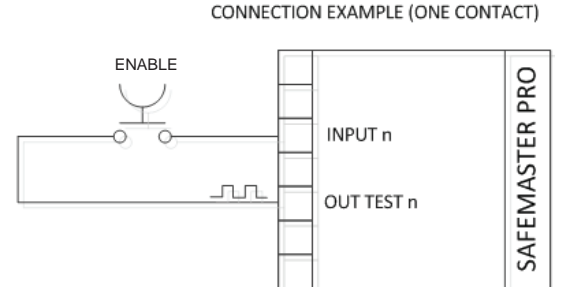 CONNECTION EXAMPLE (ONE CONTACT)
ENABLE
INPUT n
OUT TEST n
SAFEMASTER PRO